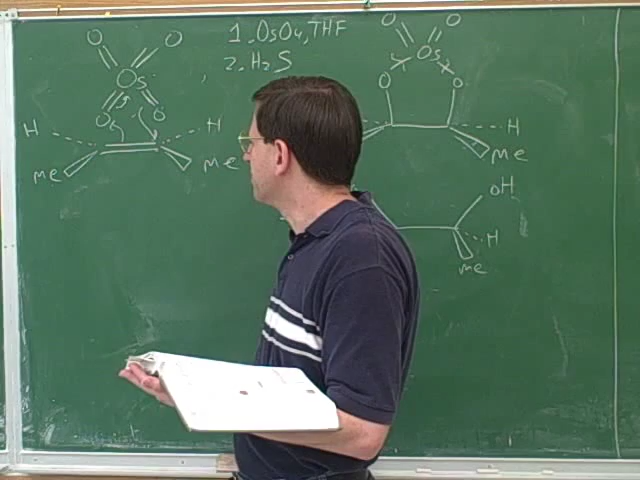 1. OsO4, THF
2. H2S
O O
Os
O O
H H
me me
O O
Os
O O
H
me
OH
H
me